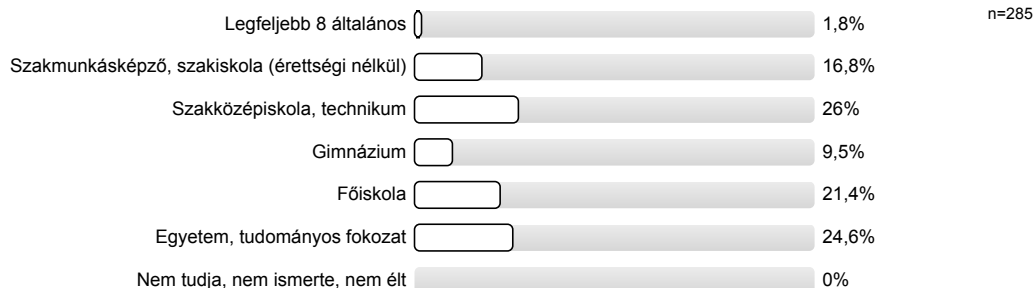 Legfeljebb 8 általános 1,8% n=285
Szakmunkásképző, szakiskola (érettségi nélkül) 16,8%
Szakközépiskola, technikum 26%
Gimnázium 9,5%
Főiskola 21,4%
Egyetem, tudományos fokozat 24,6%
Nem tudja, nem ismerte, nem élt 0%